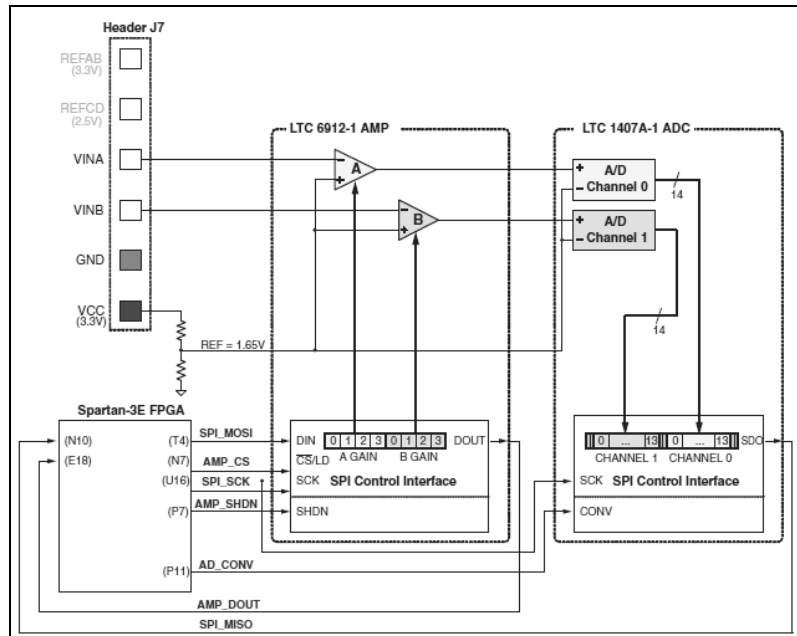 Header J7
REFAB
(3.3V)
REFCD
(2.5V)
VINA
VINB
GND
VCC
(3.3V)
REF = 1.65V
LTC 6912-1 AMP
A
B
LTC 1407A-1 ADC
A/D
Channel 0
A/D
Channel 1
14
14
Spartan-3E FPGA
(N10)
(E18)
(T4)
(N7)
(U16)
(P7)
(P11)
SPI_MOSI
AMP_CS
SPI_SCK
AMP_SHDN
AD_CONV
AMP_DOUT
SPI_MISO
DIN
0 1 2 3 0 1 2 3
DOUT
CS/LD
A GAIN B GAIN
SCK
SPI Control Interface
SHDN
0 ... 13 0 ... 13
SDO
CHANNEL 1 CHANNEL 0
SCK
SPI Control Interface
CONV